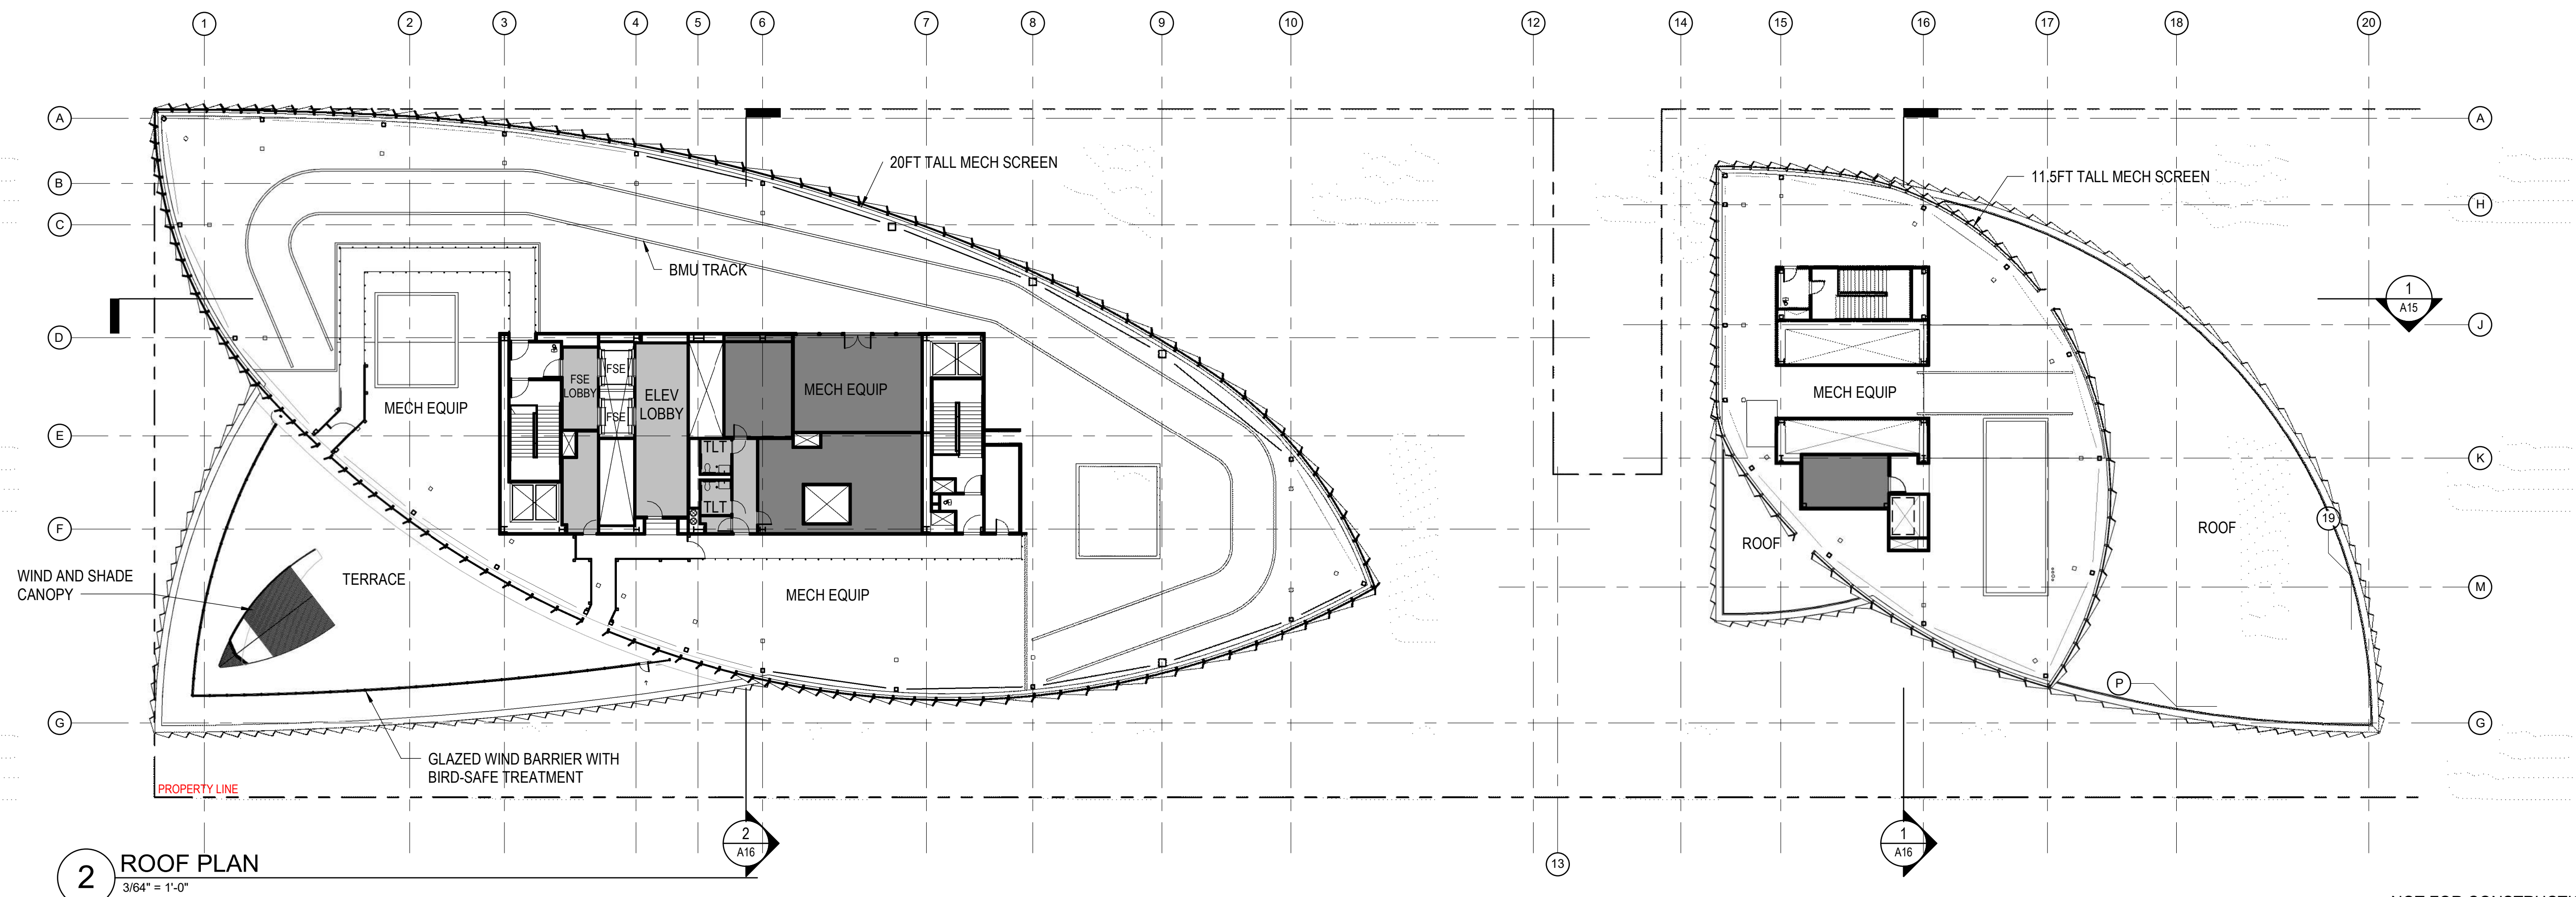 1 2 3 4 5 6 7 8 9 10 12 14 15 16 17 18 20
A A
20FT TALL MECH SCREEN
11.5FT TALL MECH SCREEN
B
H
C
BMU TRACK
1
A15
D
J
MECH EQUIP
FSE
LOBBY
FSE
FSE
ELEV
LOBBY
MECH EQUIP
MECH EQUIP
E
TLT
TLT
K
F
ROOF
ROOF
19
WIND AND SHADE
CANOPY
TERRACE
MECH EQUIP
M
P
G G
GLAZED WIND BARRIER WITH
BIRD-SAFE TREATMENT
PROPERTY LINE
2
A16
1
A16
13
2
ROOF PLAN
3/64" = 1'-0"